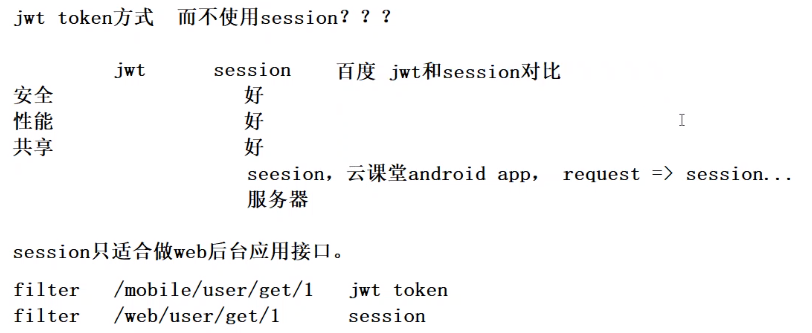 jwt token方式 而不使用session？？？
jwt session 百度 jwt和session对比
安全 好
性能 好
共享 好
seesion，云课堂android app， request => session...
服务器
session只适合做web后台应用接口。
filter /mobile/user/get/1 jwt token
filter /web/user/get/1 session